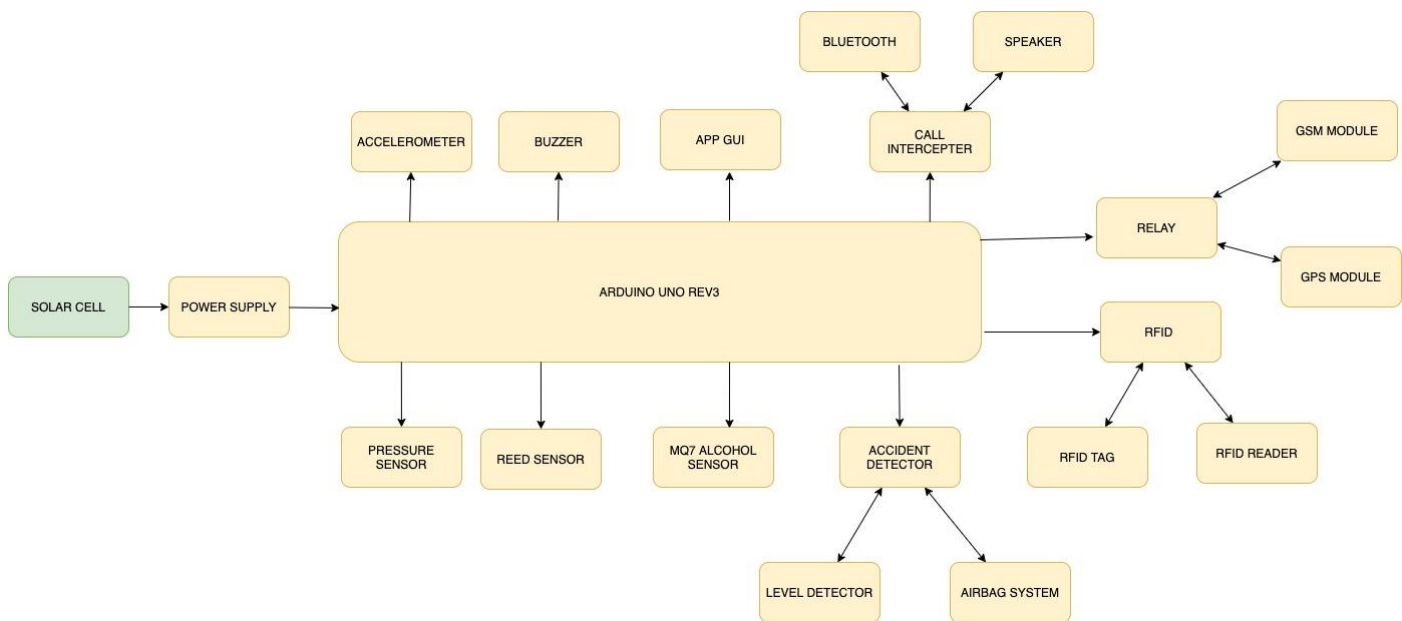 BLUETOOTH
SPEAKER
ACCELEROMETER
BUZZER
APP GUI
CALL
INTERCEPTER
GSM MODULE
RELAY
GPS MODULE
SOLAR CELL
POWER SUPPLY
ARDUINO UNO REV3
RFID
PRESSURE
SENSOR
REED SENSOR
MQ7 ALCOHOL
SENSOR
ACCIDENT
DETECTOR
RFID TAG
RFID READER
LEVEL DETECTOR
AIRBAG SYSTEM